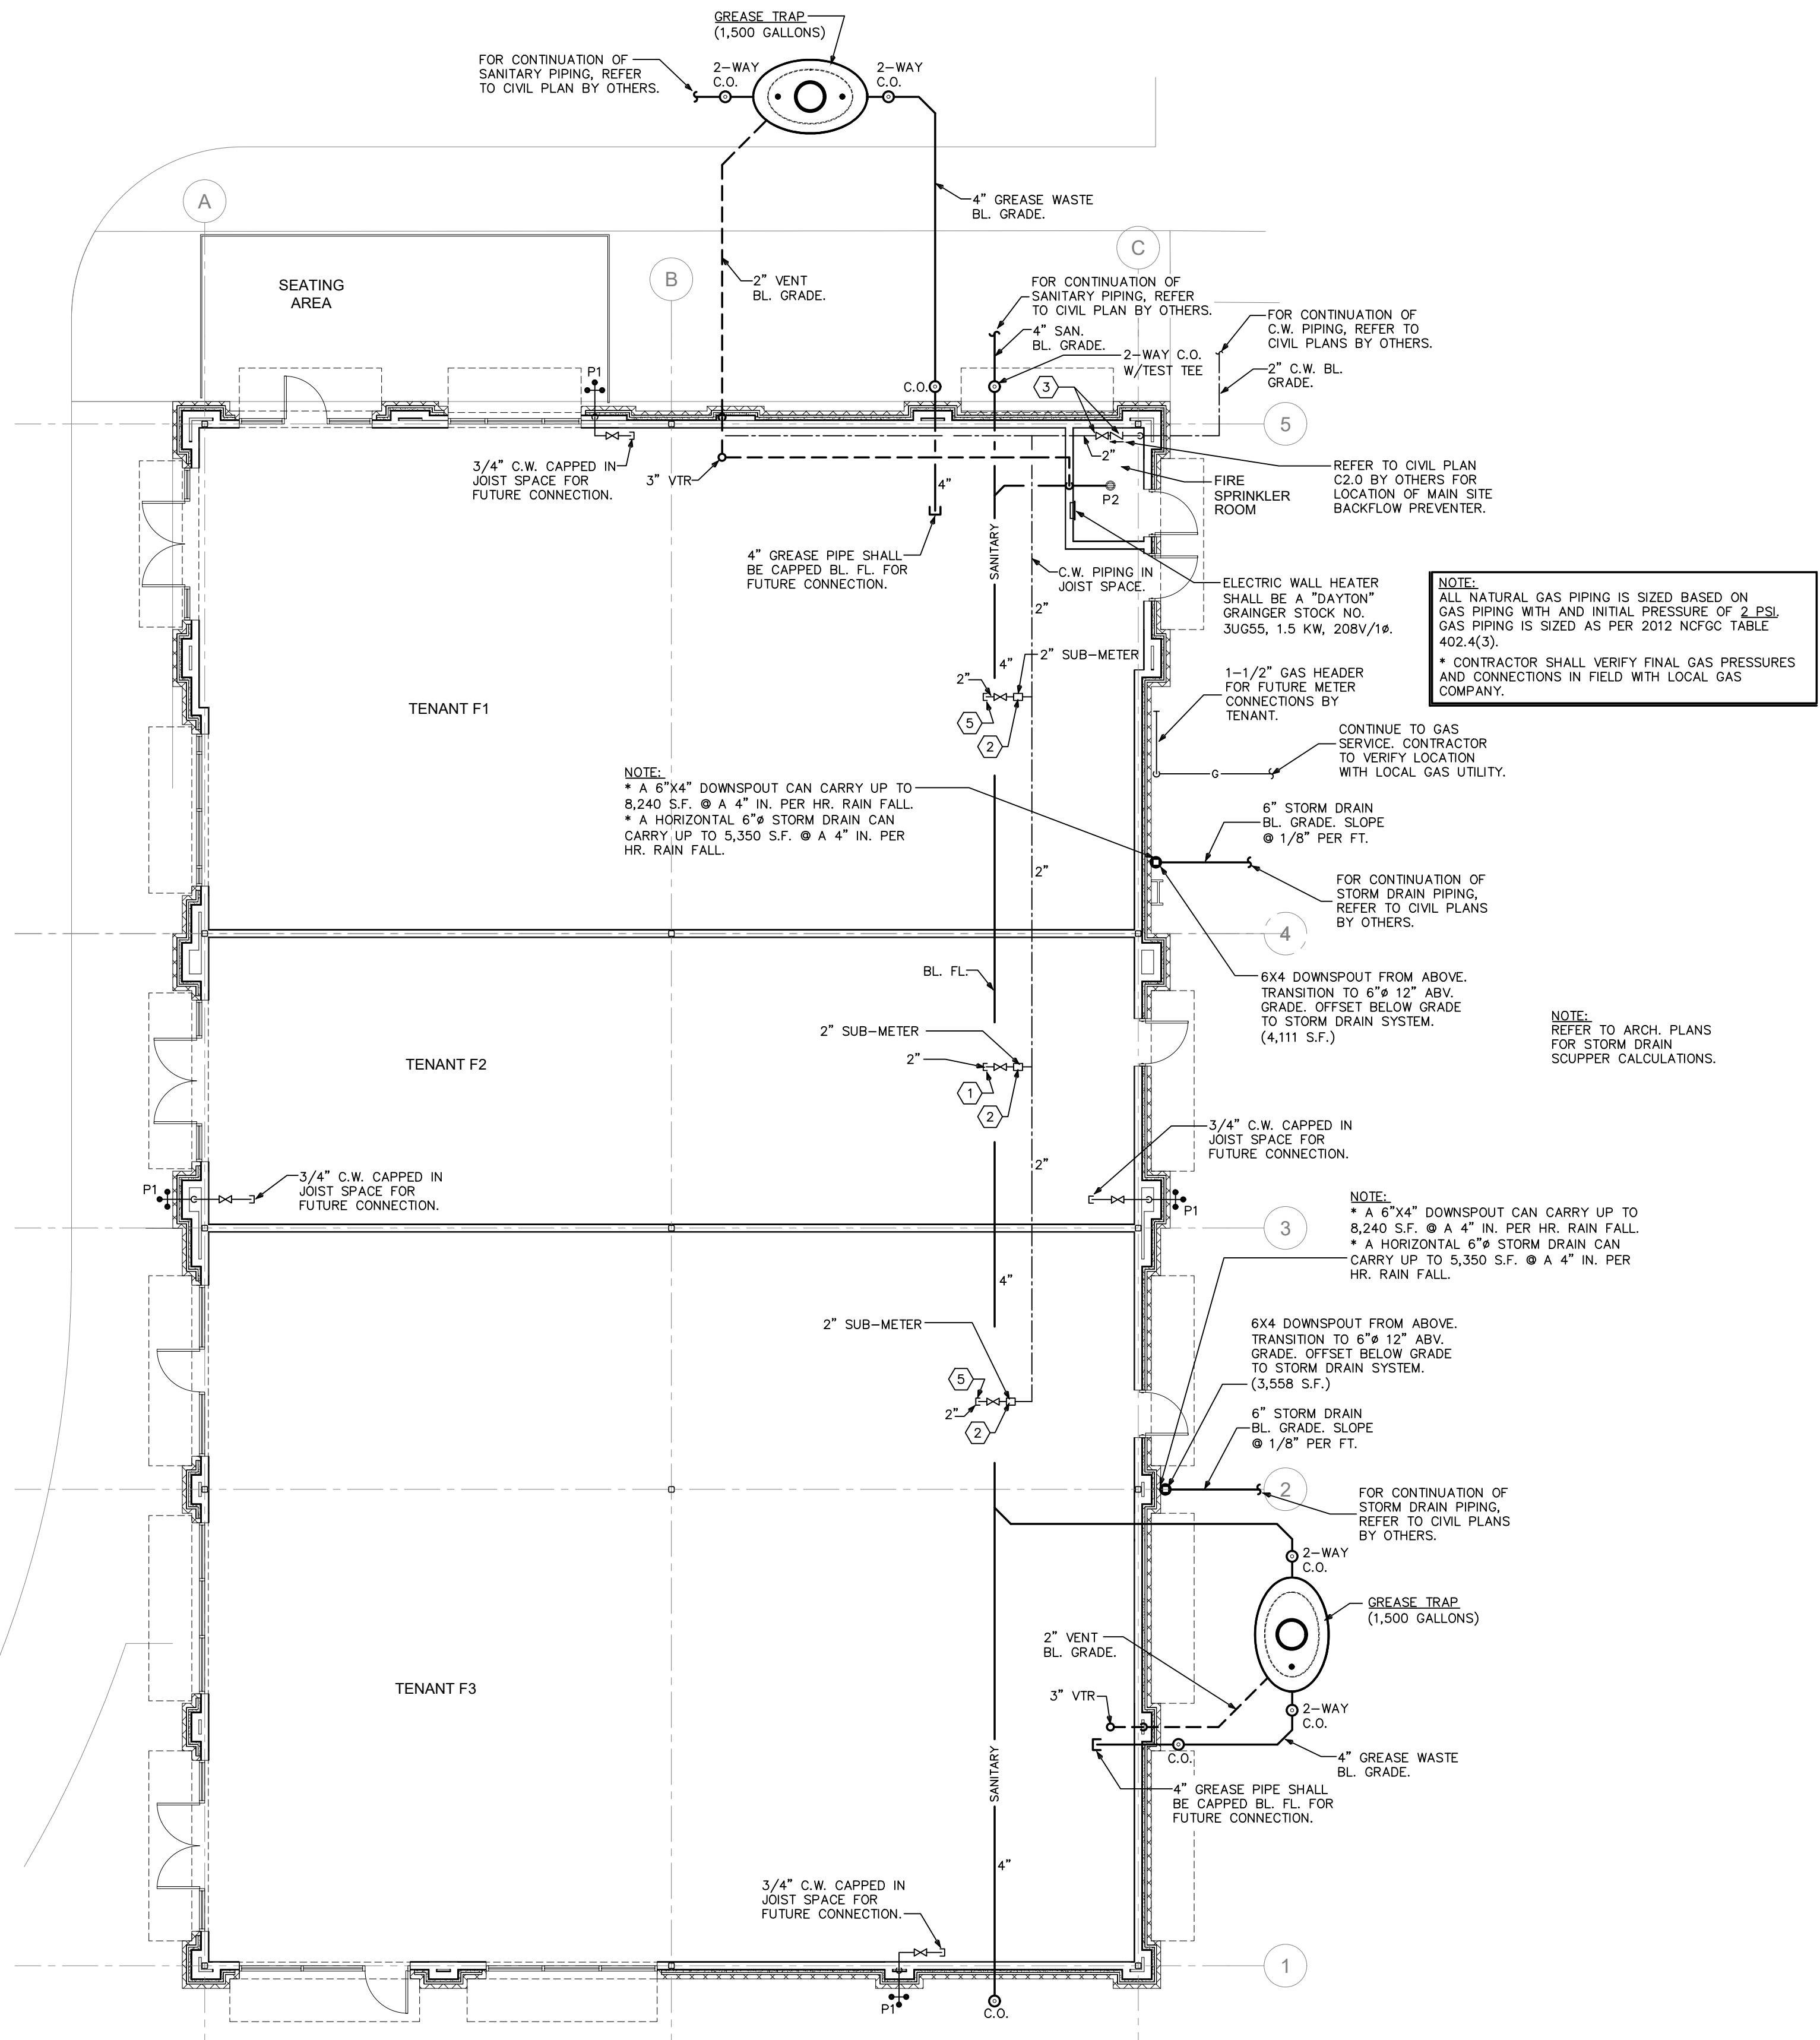 GREASE TRAP
(1,500 GALLONS)
FOR CONTINUATION OF
SANITARY PIPING, REFER
TO CIVIL PLAN BY OTHERS.
2-WAY
C.O.
2-WAY
C.O.
4" GREASE WASTE
BL. GRADE.
A
C
B
SEATING
AREA
2" VENT
BL. GRADE.
FOR CONTINUATION OF
SANITARY PIPING, REFER
TO CIVIL PLAN BY OTHERS.
4" SAN.
BL. GRADE.
2-WAY C.O.
W/TEST TEE
FOR CONTINUATION OF
C.W. PIPING, REFER TO
CIVIL PLANS BY OTHERS.
2" C.W. BL.
GRADE.
P1
C.O.
3
5
3/4" C.W. CAPPED IN
JOIST SPACE FOR
FUTURE CONNECTION.
3" VTR
2"
4"
P2
FIRE
SPRINKLER
ROOM
REFER TO CIVIL PLAN
C2.0 BY OTHERS FOR
LOCATION OF MAIN SITE
BACKFLOW PREVENTER.
4" GREASE PIPE SHALL
BE CAPPED BL. FL. FOR
FUTURE CONNECTION.
SANITARY
C.W. PIPING IN
JOIST SPACE.
2"
ELECTRIC WALL HEATER
SHALL BE A "DAYTON"
GRAINGER STOCK NO.
3UG55, 1.5 KW, 208V/1ø.
NOTE:
ALL NATURAL GAS PIPING IS SIZED BASED ON
GAS PIPING WITH AND INITIAL PRESSURE OF 2 PSI.
GAS PIPING IS SIZED AS PER 2012 NCFGC TABLE
402.4(3).
* CONTRACTOR SHALL VERIFY FINAL GAS PRESSURES
AND CONNECTIONS IN FIELD WITH LOCAL GAS
COMPANY.
4"
2" SUB-METER
2"
5
2
1-1/2" GAS HEADER
FOR FUTURE METER
CONNECTIONS BY
TENANT.
TENANT F1
CONTINUE TO GAS
SERVICE. CONTRACTOR
TO VERIFY LOCATION
WITH LOCAL GAS UTILITY.
G
NOTE:
* A 6"X4" DOWNSPOUT CAN CARRY UP TO
8,240 S.F. @ A 4" IN. PER HR. RAIN FALL.
* A HORIZONTAL 6"ø STORM DRAIN CAN
CARRY UP TO 5,350 S.F. @ A 4" IN. PER
HR. RAIN FALL.
6" STORM DRAIN
BL. GRADE. SLOPE
@ 1/8" PER FT.
2"
FOR CONTINUATION OF
STORM DRAIN PIPING,
REFER TO CIVIL PLANS
BY OTHERS.
4
BL. FL.
6X4 DOWNSPOUT FROM ABOVE.
TRANSITION TO 6"ø 12" ABV.
GRADE. OFFSET BELOW GRADE
TO STORM DRAIN SYSTEM.
(4,111 S.F.)
NOTE:
REFER TO ARCH. PLANS
FOR STORM DRAIN
SCUPPER CALCULATIONS.
2" SUB-METER
2"
1
2
TENANT F2
3/4" C.W. CAPPED IN
JOIST SPACE FOR
FUTURE CONNECTION.
2"
P1
3/4" C.W. CAPPED IN
JOIST SPACE FOR
FUTURE CONNECTION.
P1
NOTE:
* A 6"X4" DOWNSPOUT CAN CARRY UP TO
8,240 S.F. @ A 4" IN. PER HR. RAIN FALL.
* A HORIZONTAL 6"ø STORM DRAIN CAN
CARRY UP TO 5,350 S.F. @ A 4" IN. PER
HR. RAIN FALL.
3
4"
2" SUB-METER
5
2"
2
6X4 DOWNSPOUT FROM ABOVE.
TRANSITION TO 6"ø 12" ABV.
GRADE. OFFSET BELOW GRADE
TO STORM DRAIN SYSTEM.
(3,558 S.F.)
6" STORM DRAIN
BL. GRADE. SLOPE
@ 1/8" PER FT.
2
FOR CONTINUATION OF
STORM DRAIN PIPING,
REFER TO CIVIL PLANS
BY OTHERS.
2-WAY
C.O.
GREASE TRAP
(1,500 GALLONS)
2" VENT
BL. GRADE.
TENANT F3
3" VTR
2-WAY
C.O.
C.O.
4" GREASE WASTE
BL. GRADE.
SANITARY
4" GREASE PIPE SHALL
BE CAPPED BL. FL. FOR
FUTURE CONNECTION.
4"
3/4" C.W. CAPPED IN
JOIST SPACE FOR
FUTURE CONNECTION.
1
P1
C.O.